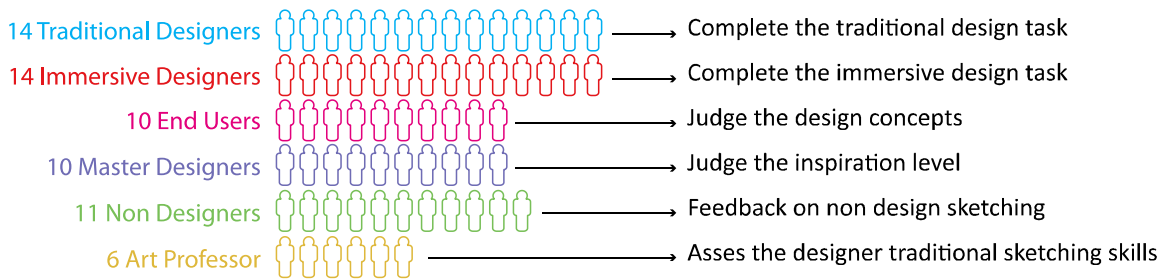 14 Traditional Designers Complete the traditional design task
14 Immersive Designers Complete the immersive design task
10 End Users Judge the design concepts
10 Master Designers Judge the inspiration level
11 Non Designers Feedback on non design sketching
6 Art Professor Asses the designer traditional sketching skills